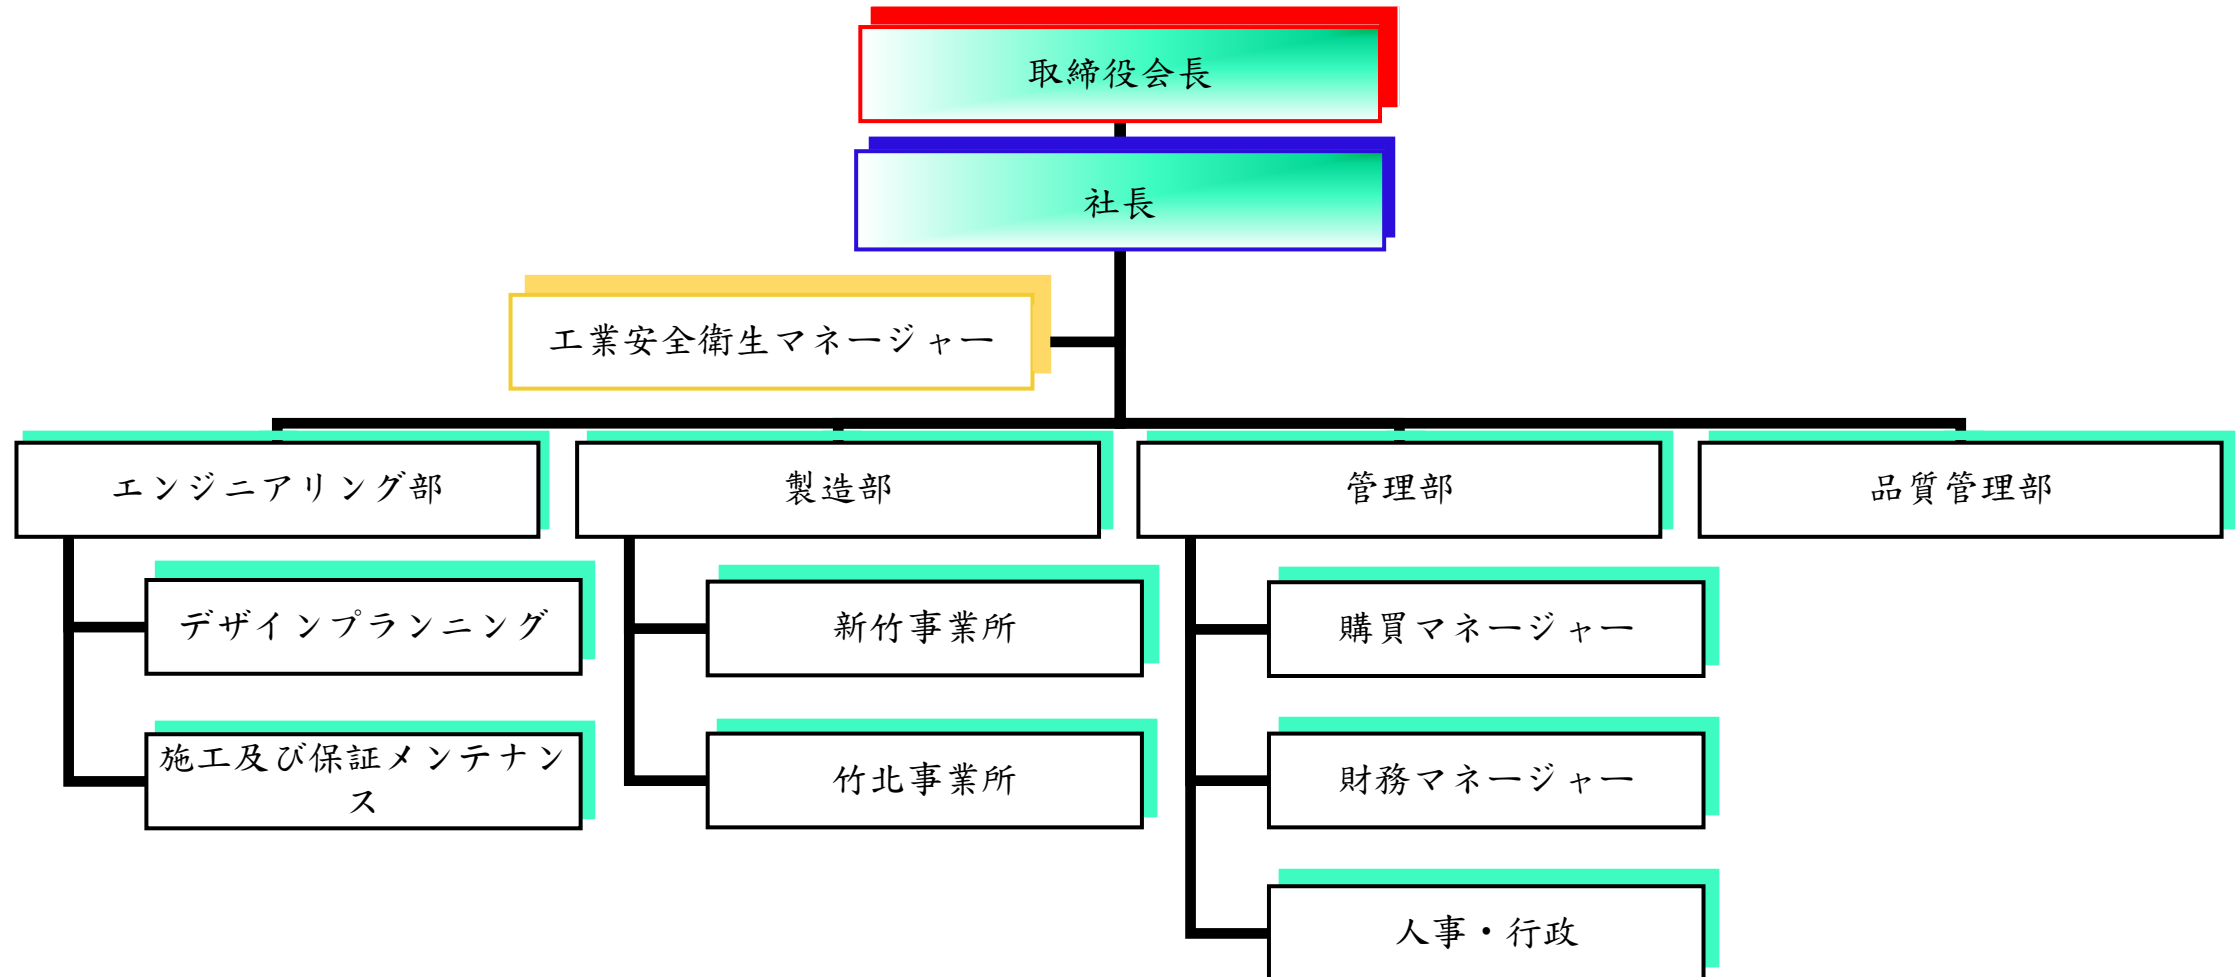 取締役会長
社長
工業安全衛生マネージャー
エンジニアリング部
製造部
管理部
品質管理部
デザインプランニング
新竹事業所
購買マネージャー
施工及び保証メンテナン
ス
竹北事業所
財務マネージャー
人事・行政